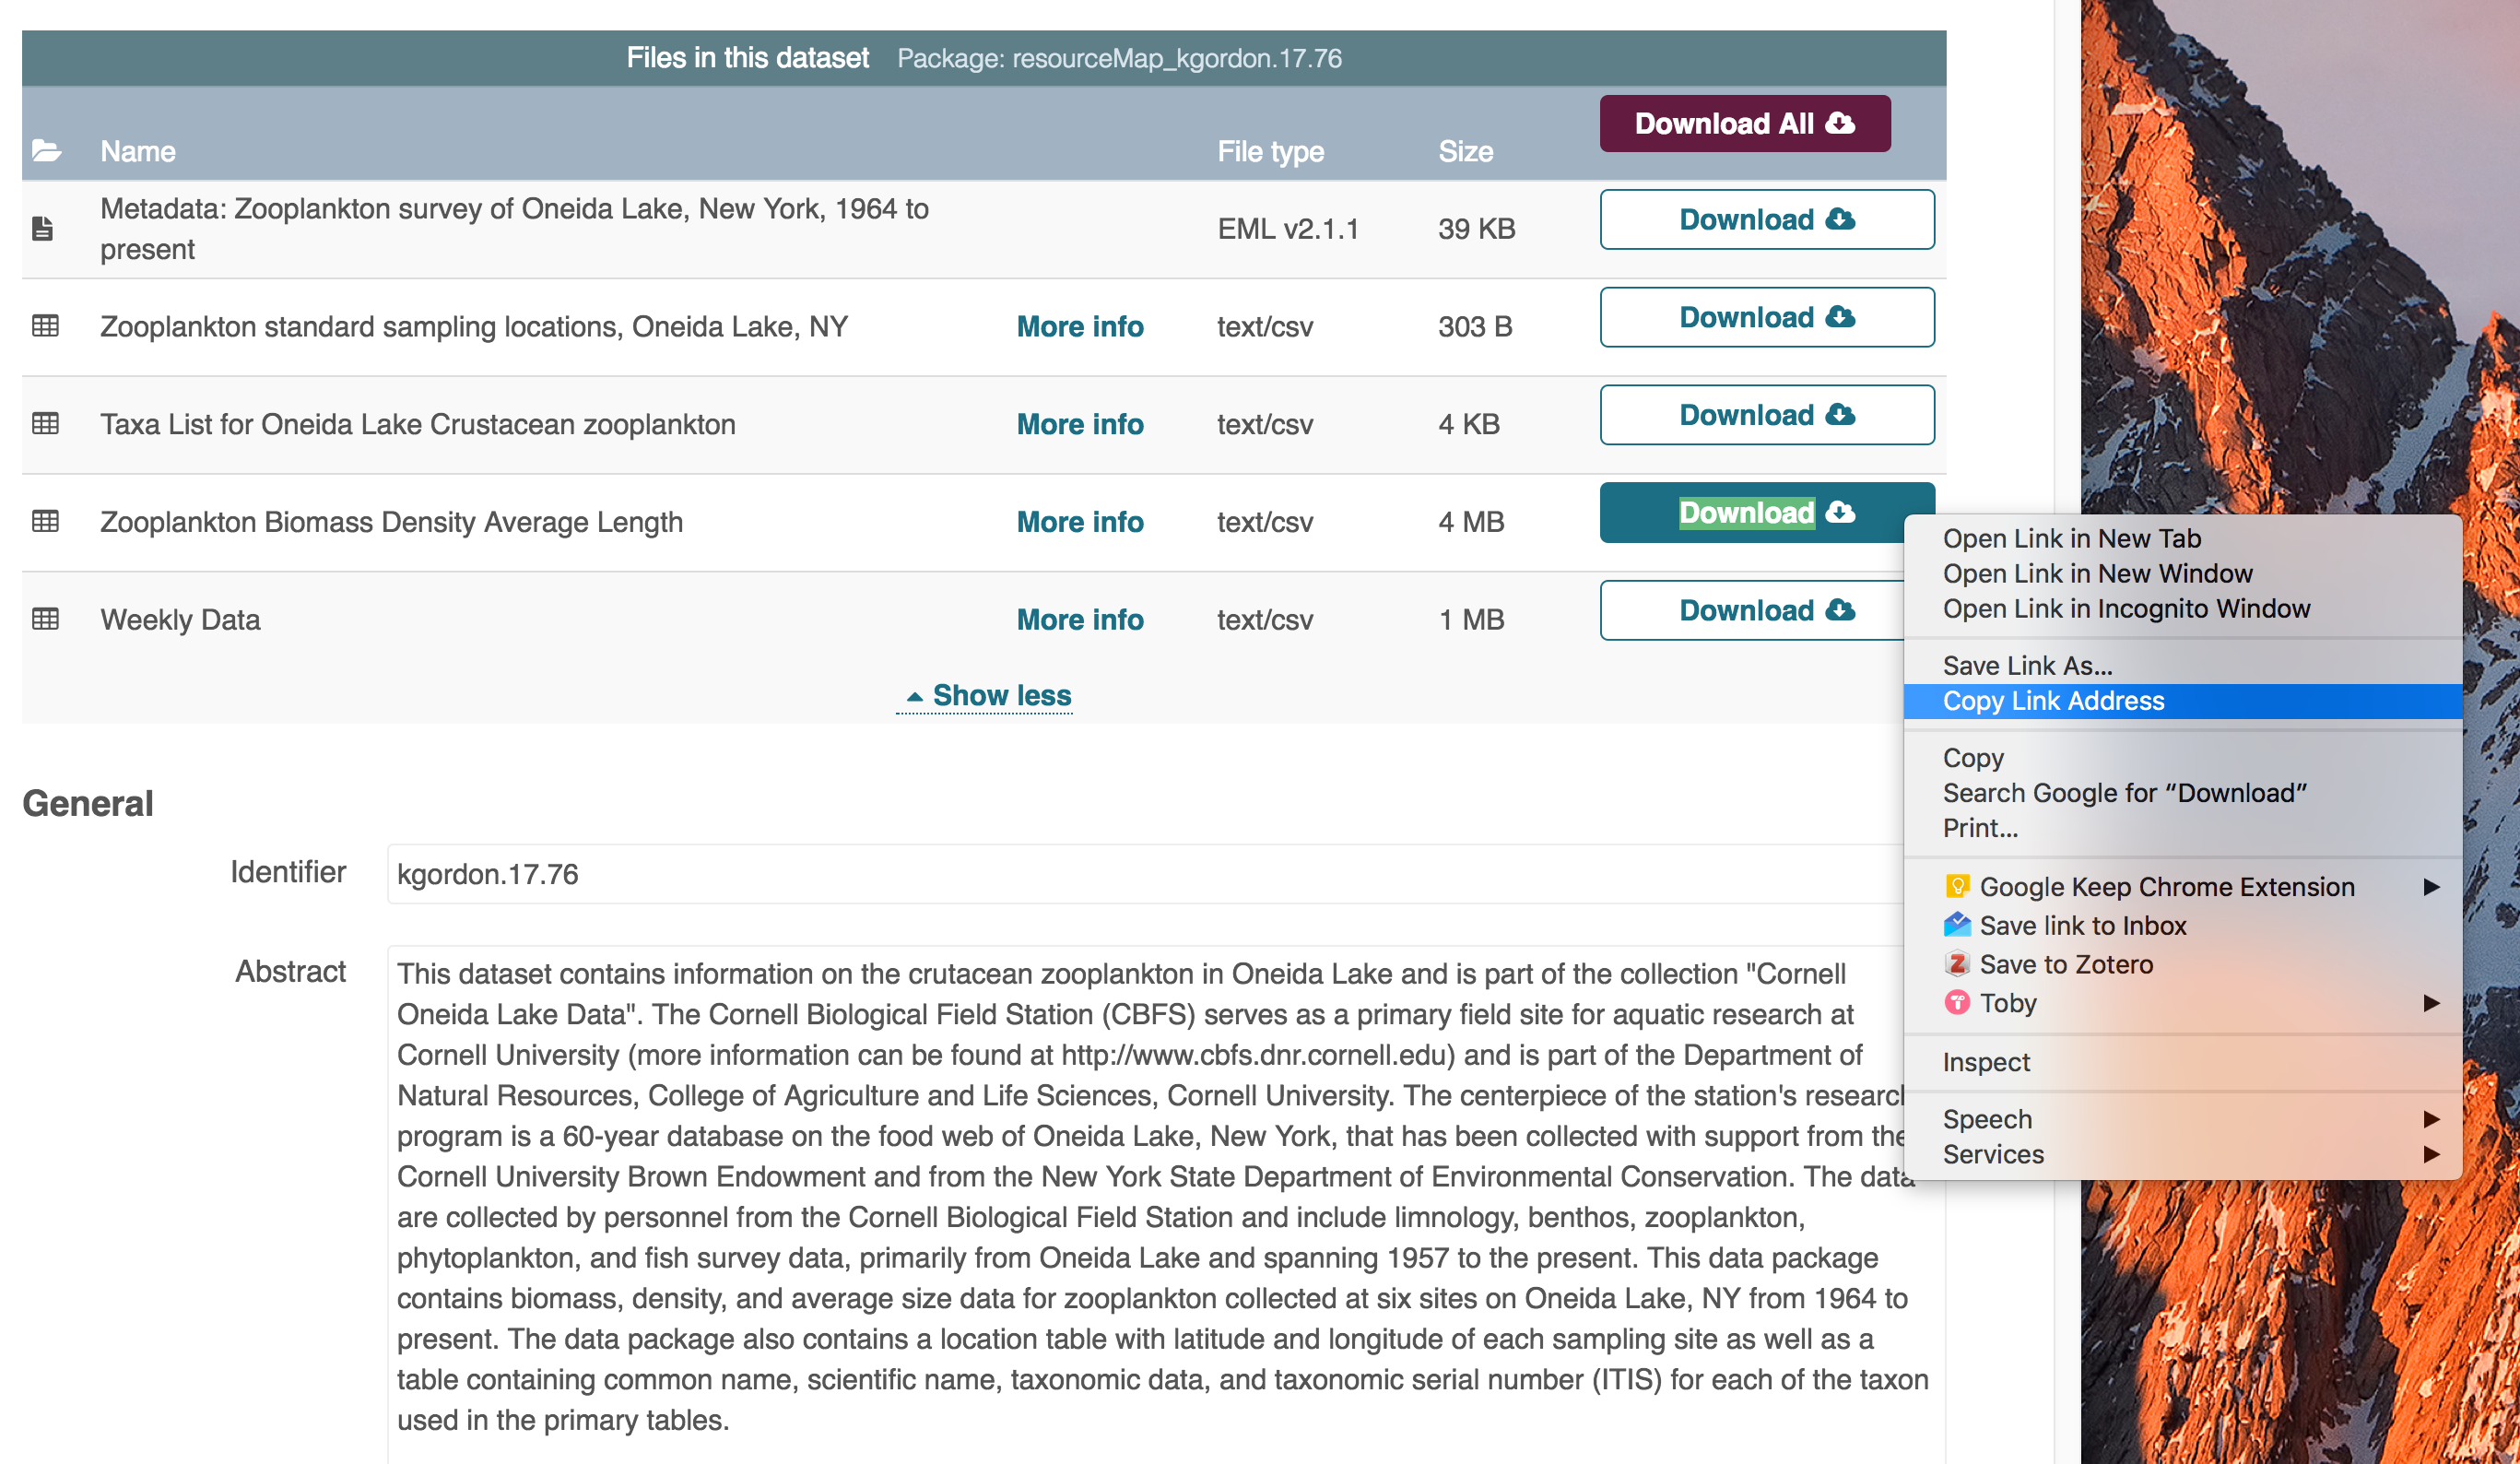 Files in this dataset Package: resourceMap_kgordon.17.76
Download All
Name File type Size
Metadata: Zooplankton survey of Oneida Lake, New York, 1964 to
present
EML v2.1.1 39 KB Download
Zooplankton standard sampling locations, Oneida Lake, NY More info text/csv 303 B Download
Taxa List for Oneida Lake Crustacean zooplankton More info text/csv 4 KB Download
Zooplankton Biomass Density Average Length More info text/csv 4 MB Download
Weekly Data More info text/csv 1 MB Download
Show less
Open Link in New Tab
Open Link in New Window
Open Link in Incognito Window
Save Link As...
Copy Link Address
Copy
Search Google for “Download”
Print...
Google Keep Chrome Extension
Save link to Inbox
Save to Zotero
Toby
Inspect
Speech
Services
General
Identifier kgordon.17.76
Abstract
This dataset contains information on the crutacean zooplankton in Oneida Lake and is part of the collection "Cornell
Oneida Lake Data". The Cornell Biological Field Station (CBFS) serves as a primary field site for aquatic research at
Cornell University (more information can be found at http://www.cbfs.dnr.cornell.edu) and is part of the Department of
Natural Resources, College of Agriculture and Life Sciences, Cornell University. The centerpiece of the station's research
program is a 60-year database on the food web of Oneida Lake, New York, that has been collected with support from the
Cornell University Brown Endowment and from the New York State Department of Environmental Conservation. The data
are collected by personnel from the Cornell Biological Field Station and include limnology, benthos, zooplankton,
phytoplankton, and fish survey data, primarily from Oneida Lake and spanning 1957 to the present. This data package
contains biomass, density, and average size data for zooplankton collected at six sites on Oneida Lake, NY from 1964 to
present. The data package also contains a location table with latitude and longitude of each sampling site as well as a
table containing common name, scientific name, taxonomic data, and taxonomic serial number (ITIS) for each of the taxon
used in the primary tables.